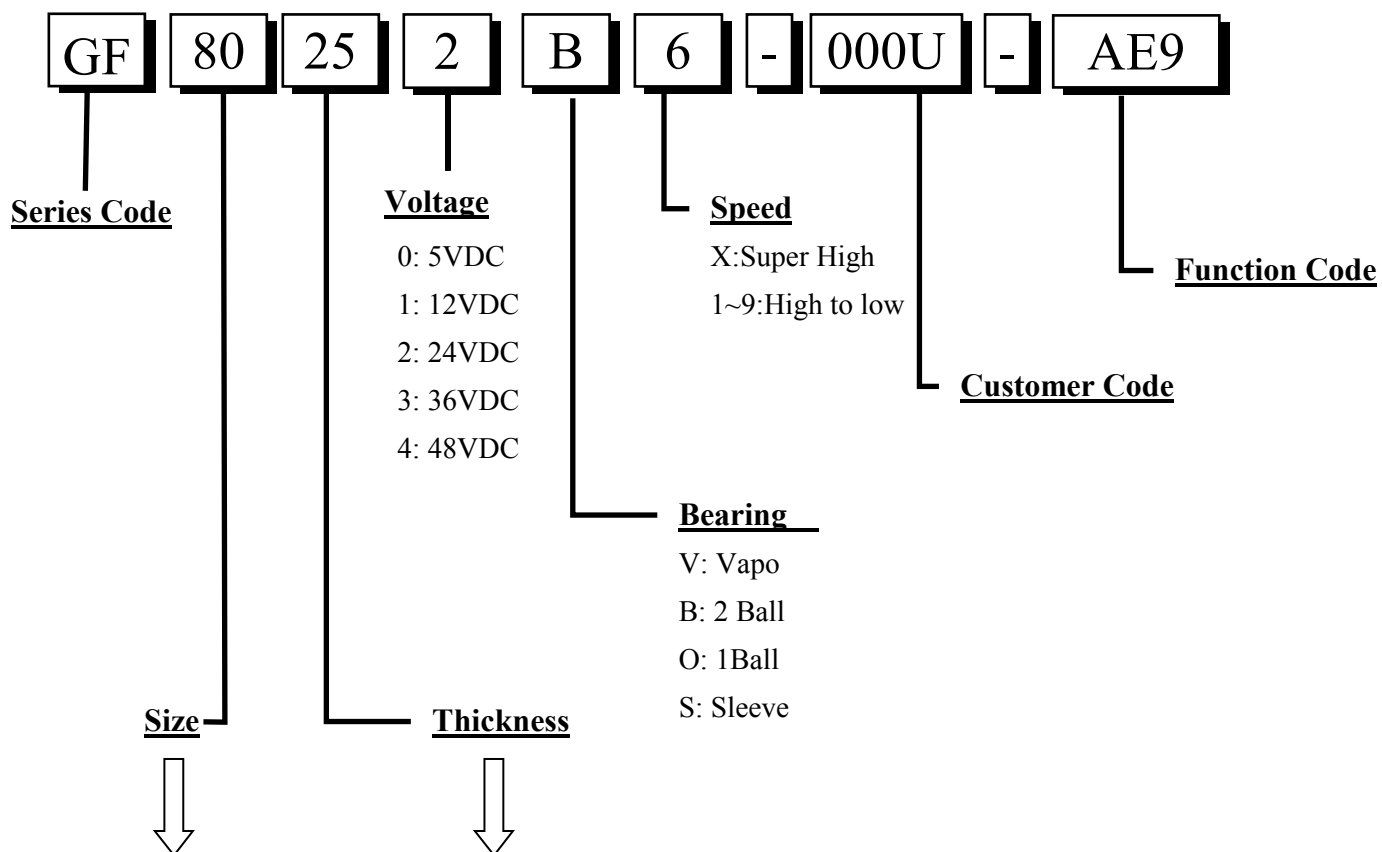 GF 80 25 2 B 6 - 000U - AE9
Series Code
Voltage
0: 5VDC
1: 12VDC
2: 24VDC
3: 36VDC
4: 48VDC
Speed
X:Super High
1~9:High to low
Function Code
Customer Code
Bearing
V: Vapo
B: 2 Ball
O: 1Ball
S: Sleeve
Size
Thickness